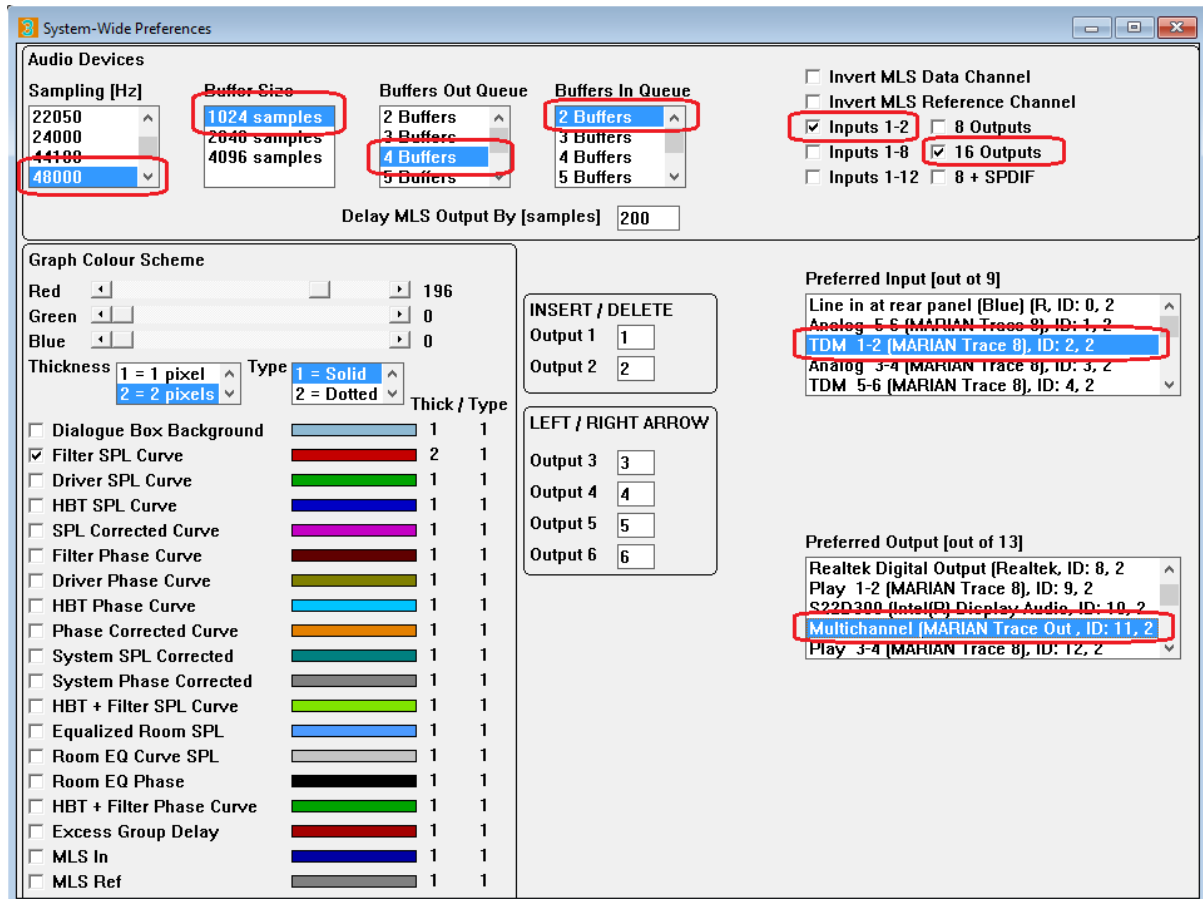 System-Wide Preferences
Audio Devices
Sampling [Hz]
22050
24000
44100
48000
Buffer Size
1024 samples
2048 samples
4096 samples
Buffers Out Queue
2 Buffers
3 Buffers
4 Buffers
5 Buffers
Buffers In Queue
2 Buffers
3 Buffers
4 Buffers
5 Buffers
Invert MLS Data Channel
Invert MLS Reference Channel
Inputs 1-2 8 Outputs
Inputs 1-8 16 Outputs
Inputs 1-12 8 + SPDIF
Delay MLS Output By [samples] 200
Graph Colour Scheme
Red 196
Green 0
Blue 0
Thickness
1 = 1 pixel
2 = 2 pixels
Type
1 = Solid
2 = Dotted
Thick / Type
Dialogue Box Background 1 1
Filter SPL Curve 2 1
Driver SPL Curve 1 1
HBT SPL Curve 1 1
SPL Corrected Curve 1 1
Filter Phase Curve 1 1
Driver Phase Curve 1 1
HBT Phase Curve 1 1
Phase Corrected Curve 1 1
System SPL Corrected 1 1
System Phase Corrected 1 1
HBT + Filter SPL Curve 1 1
Equalized Room SPL 1 1
Room EQ Curve SPL 1 1
Room EQ Phase 1 1
HBT + Filter Phase Curve 1 1
Excess Group Delay 1 1
MLS In 1 1
MLS Ref 1 1
INSERT / DELETE
Output 1 1
Output 2 2
LEFT / RIGHT ARROW
Output 3 3
Output 4 4
Output 5 5
Output 6 6
Preferred Input [out ot 9]
Line in at rear panel (Blue) (R, ID: 0, 2
Analog 5-6 (MARIAN Trace 8), ID: 1, 2
TDM 1-2 (MARIAN Trace 8), ID: 2, 2
Analog 3-4 (MARIAN Trace 8), ID: 3, 2
TDM 5-6 (MARIAN Trace 8), ID: 4, 2
Preferred Output [out of 13]
Realtek Digital Output (Realtek, ID: 8, 2
Play 1-2 (MARIAN Trace 8), ID: 9, 2
S22D300 (Intel(R) Display Audio, ID: 10, 2
Multichannel (MARIAN Trace Out , ID: 11, 2
Play 3-4 (MARIAN Trace 8), ID: 12, 2